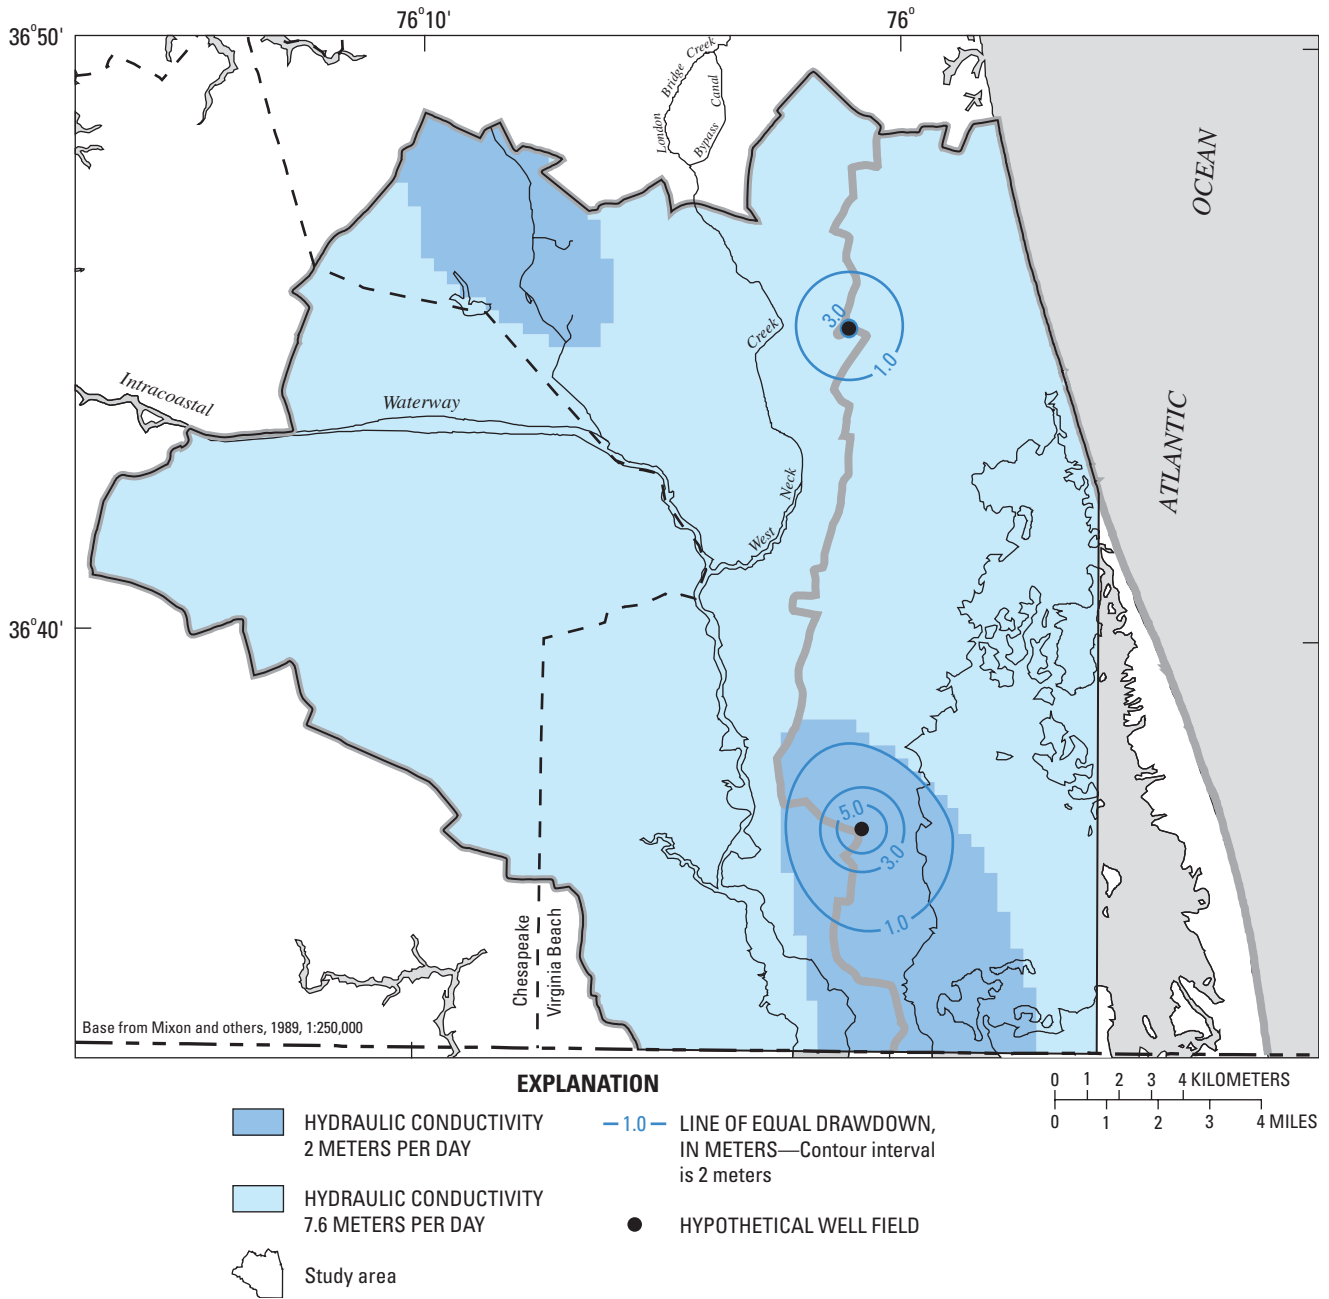 76°10'
76°
36°50'
London
Bridge
Creek
Bypass
Canal
OCEAN
3.0
1.0
Creek
Intracoastal
Waterway
ATLANTIC
Neck
West
36°40'
5.0
3.0
1.0
Chesapeake
Virginia Beach
Base from Mixon and others, 1989, 1:250,000
EXPLANATION
0 1 2 3 4 KILOMETERS
0 1 2 3 4 MILES
HYDRAULIC CONDUCTIVITY
2 METERS PER DAY
HYDRAULIC CONDUCTIVITY
7.6 METERS PER DAY
Study area
1.0
LINE OF EQUAL DRAWDOWN,
IN METERS—Contour interval
is 2 meters
HYPOTHETICAL WELL FIELD